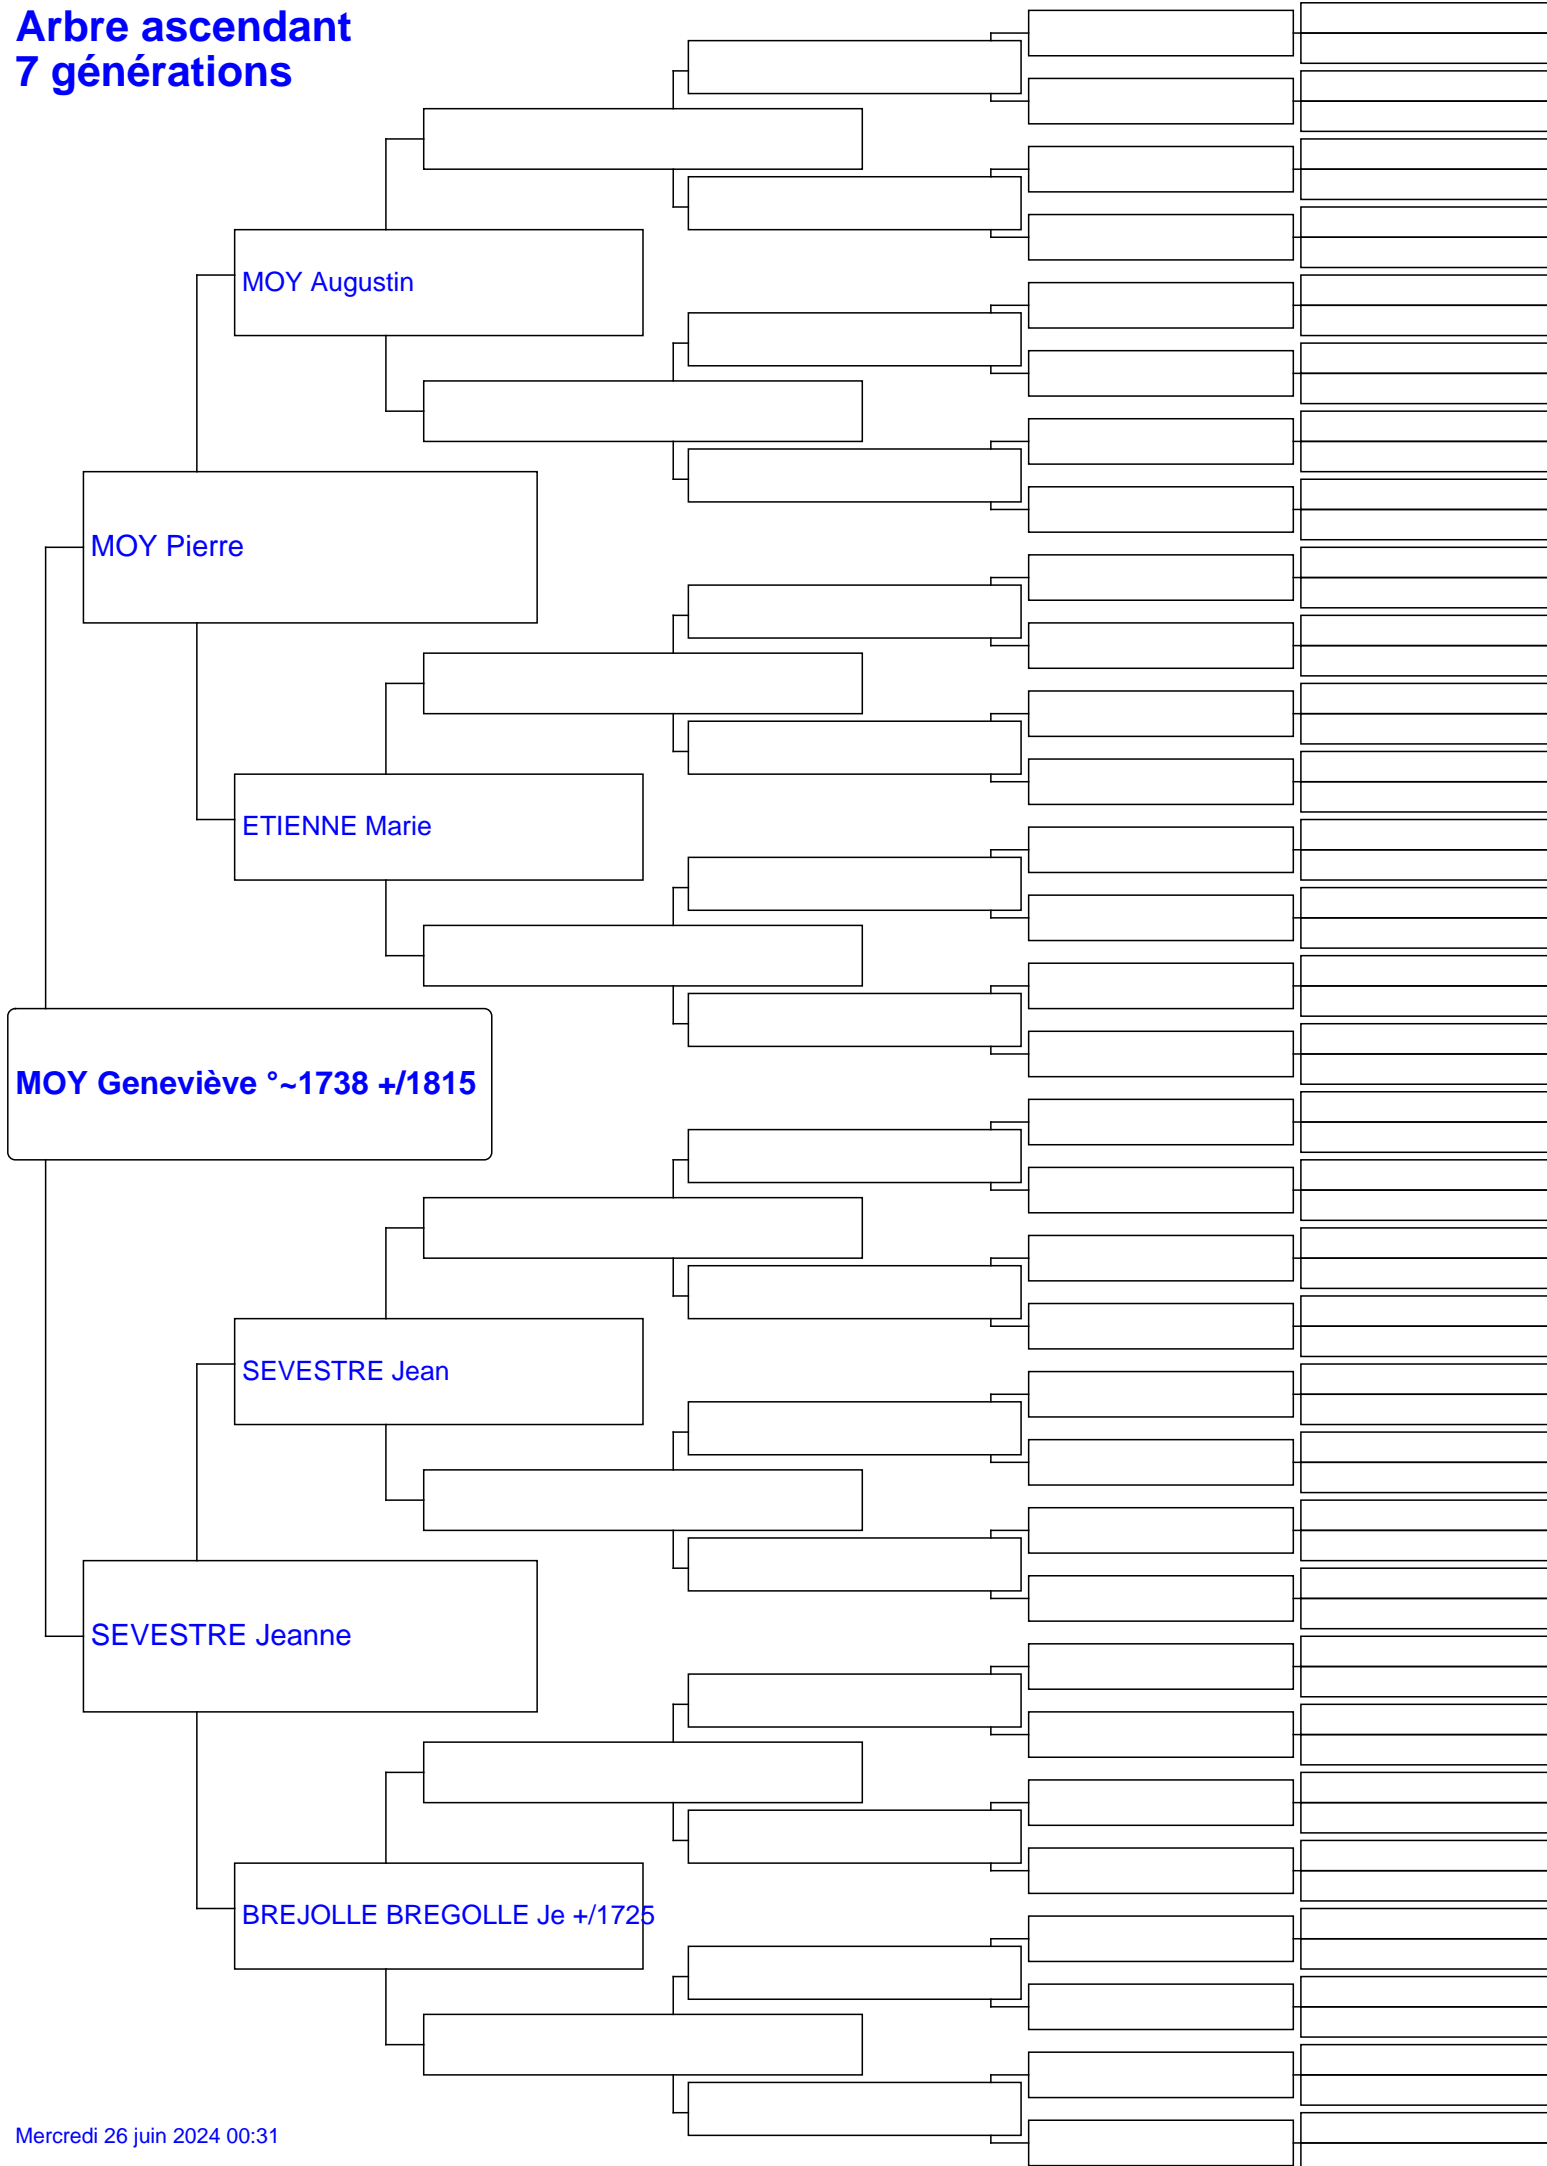 Arbre ascendant
7 générations
MOY Augustin
MOY Pierre
ETIENNE Marie
MOY Geneviève °~1738 +/1815
SEVESTRE Jean
SEVESTRE Jeanne
BREJOLLE BREGOLLE Je +/1725
Mercredi 26 juin 2024 00:31